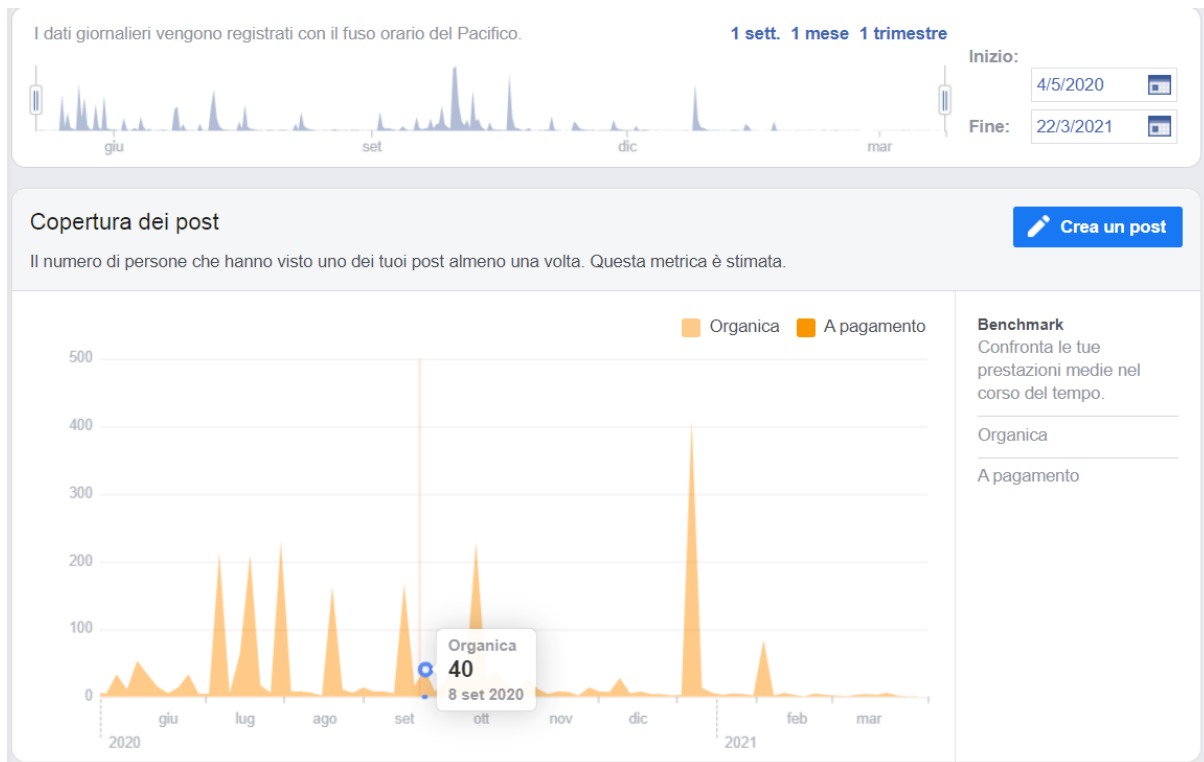 I dati giornalieri vengono registrati con il fuso orario del Pacifico.
1 sett. 1 mese 1 trimestre
Inizio:
4/5/2020
Fine:
22/3/2021
giu set dic mar
Copertura dei post
Crea un post
Il numero di persone che hanno visto uno dei tuoi post almeno una volta. Questa metrica è stimata.
Organica A pagamento
500
400
300
200
100
0
Organica
40
8 set 2020
giu lug ago set ott nov dic feb mar
2020 2021
Benchmark
Confronta le tue
prestazioni medie nel
corso del tempo.
Organica
A pagamento